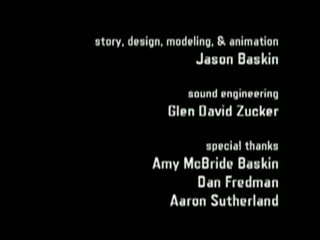 story, design, modeling, & animation
Jason Baskin
sound engineering
Glen David Zucker
special thanks
Amy McBride Baskin
Dan Fredman
Aaron Sutherland